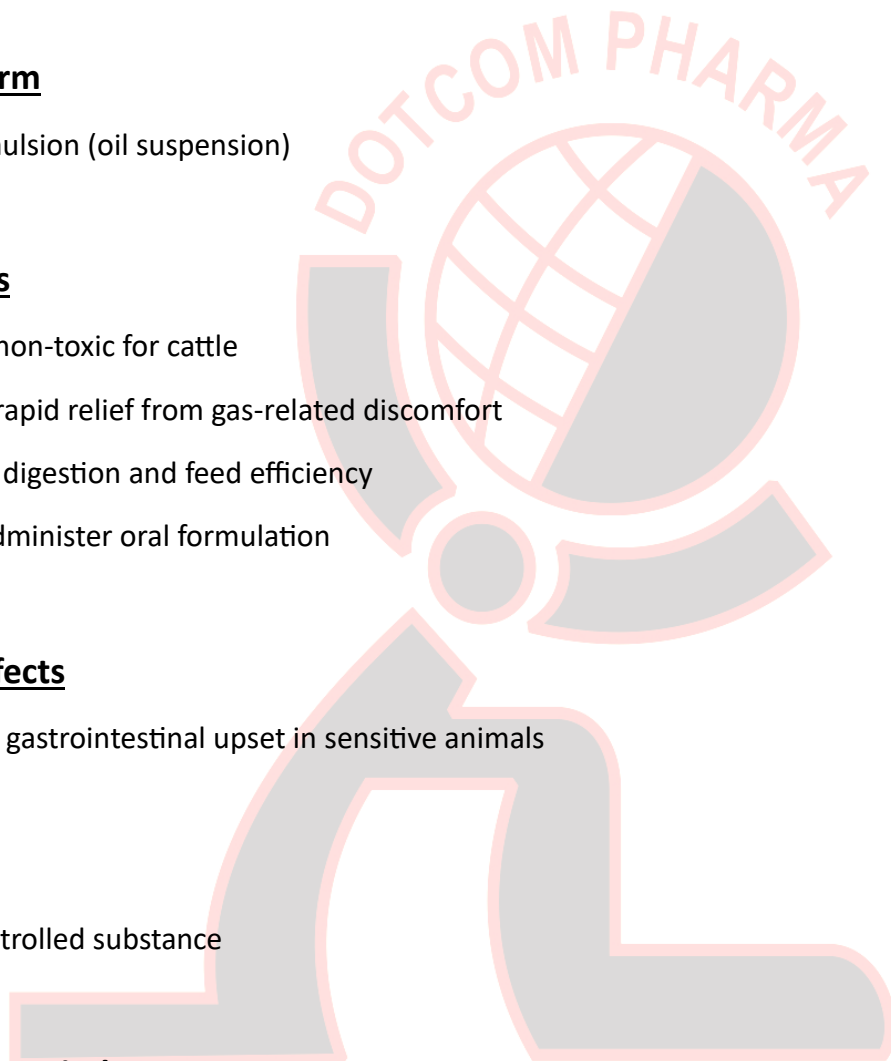 DOTCOM PHARMA
rm
ulsion (oil suspension)
s
non-toxic for cattle
rapid relief from gas-related discomfort
digestion and feed efficiency
dminister oral formulation
fects
gastrointestinal upset in sensitive animals
trolled substance